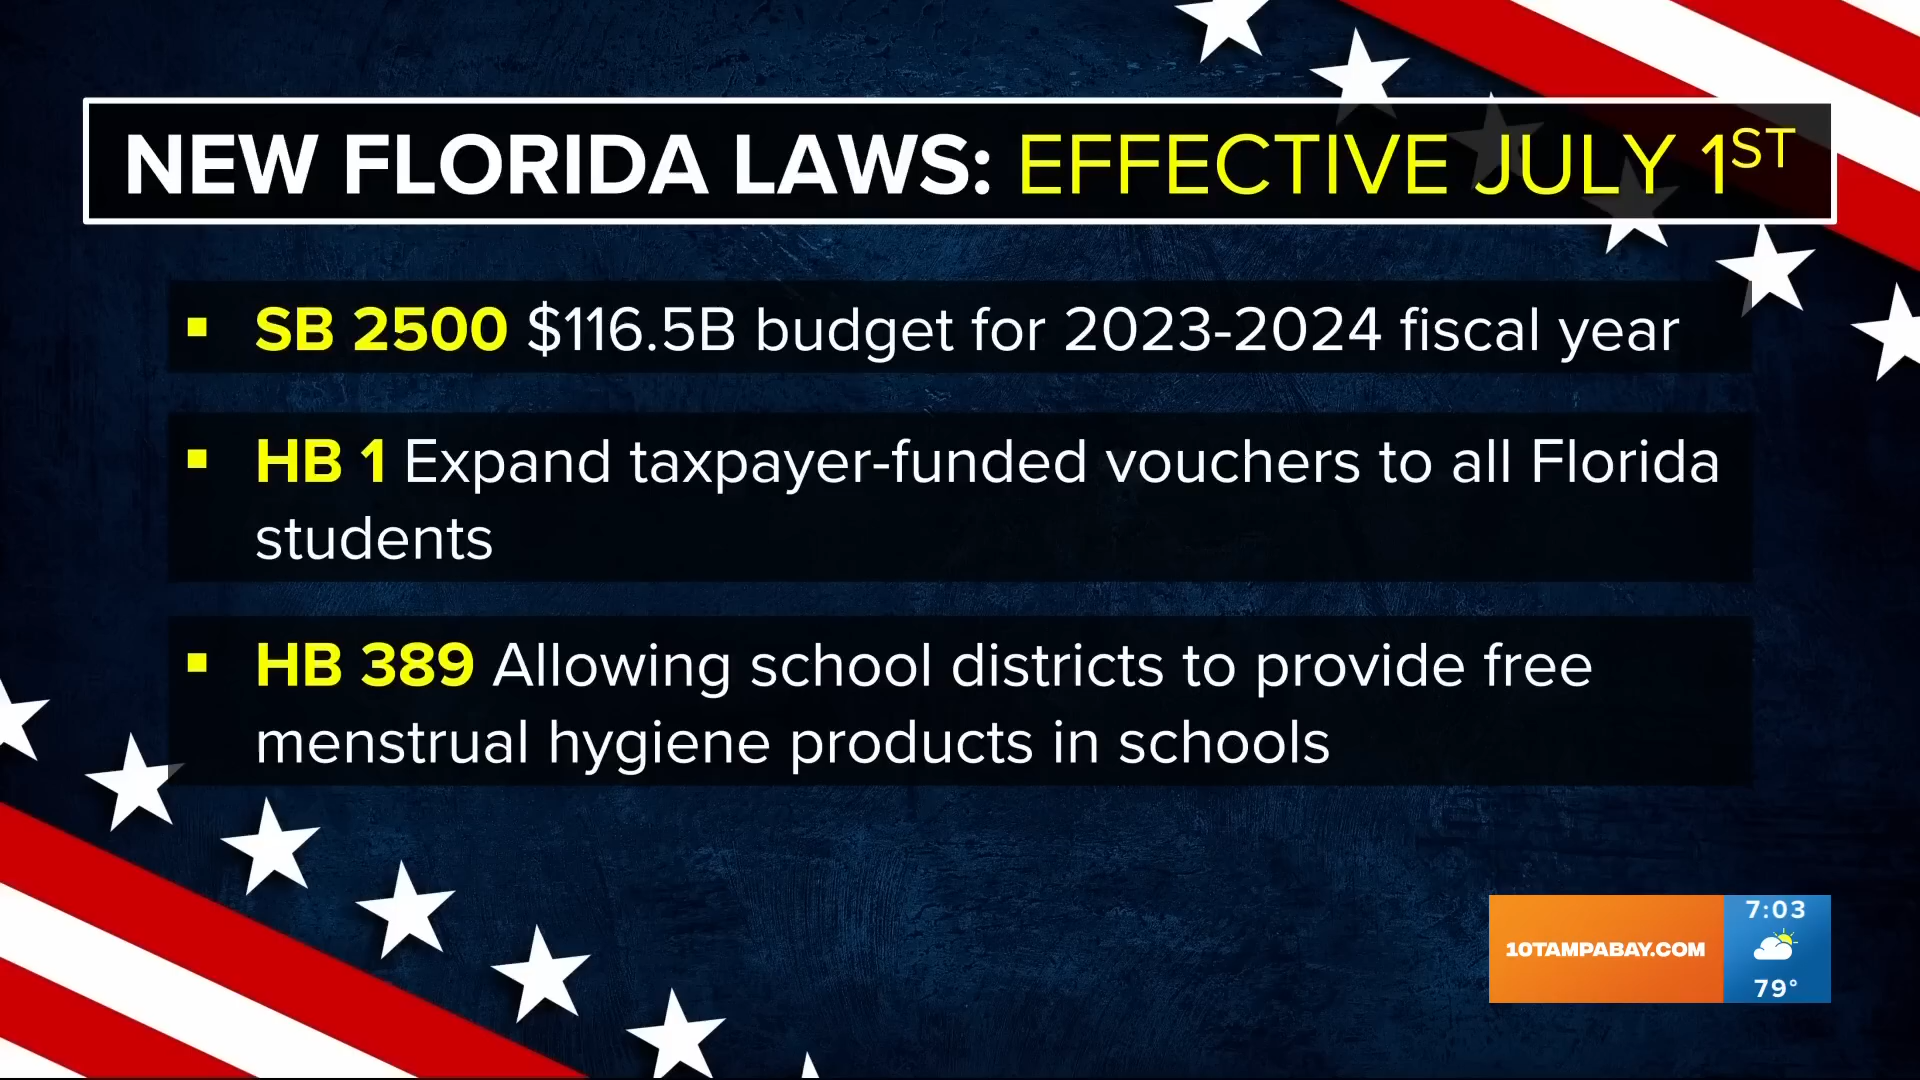 NEW FLORIDA LAWS: EFFECTIVE JULY 1ST
▪ SB 2500 $116.5B budget for 2023-2024 fiscal year
▪ HB 1 Expand taxpayer-funded vouchers to all Florida
students
▪ HB 389 Allowing school districts to provide free
menstrual hygiene products in schools
7:03
10TAMPABAY.COM
79°